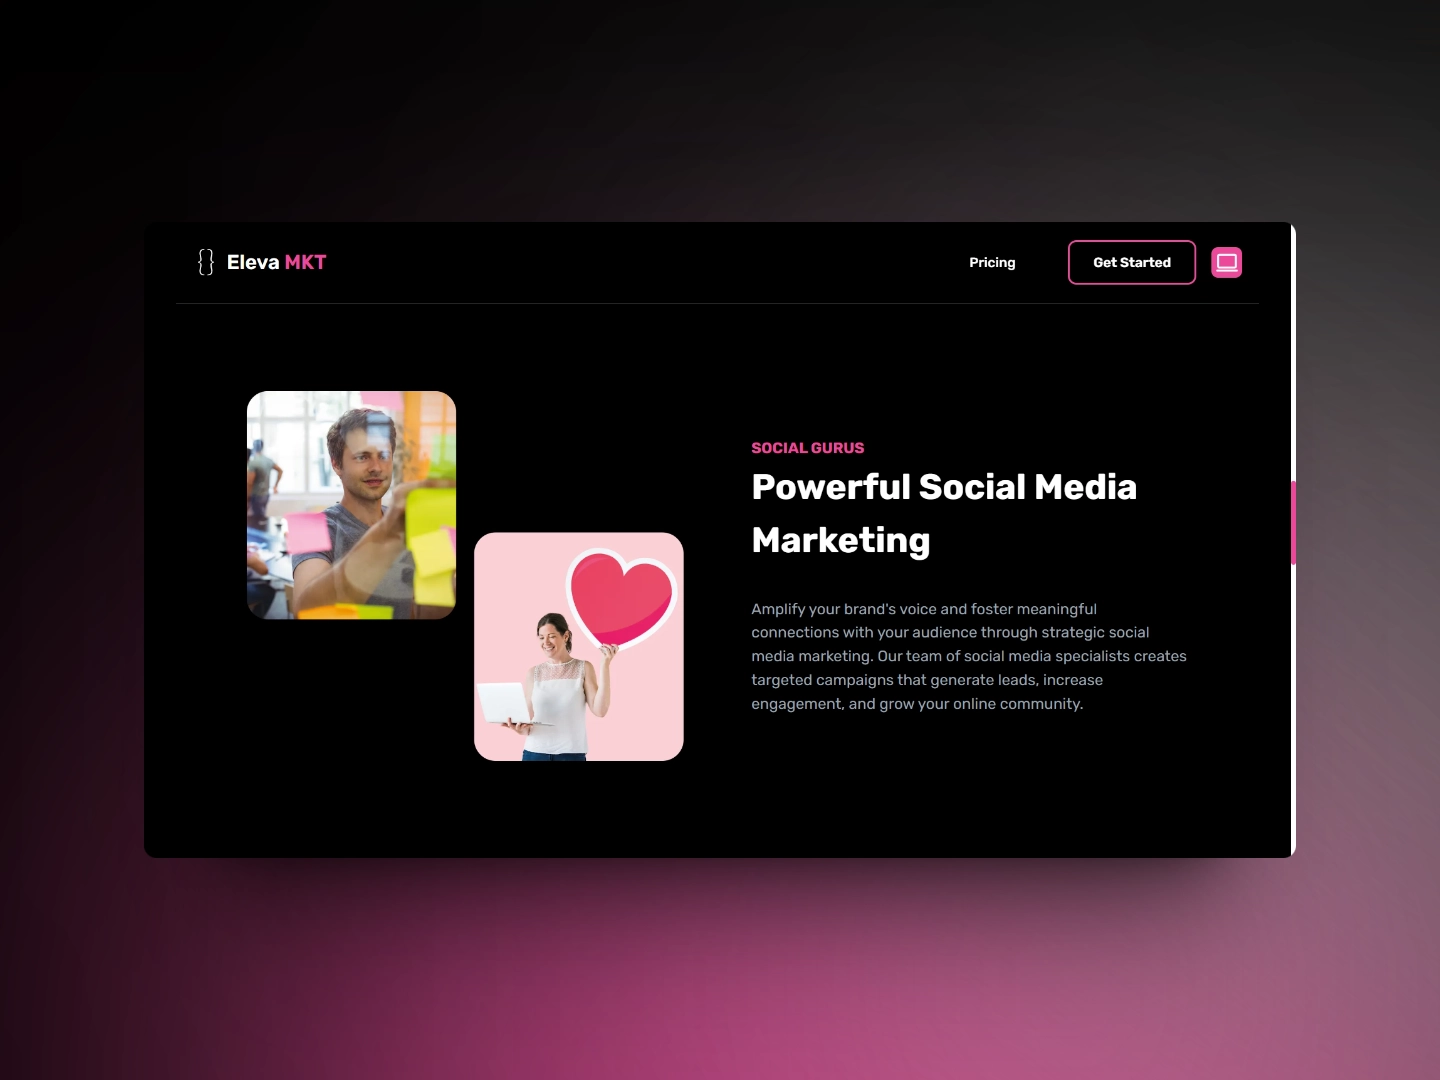 Eleva MKT
Pricing
Get Started
SOCIAL GURUS
Powerful Social Media
Marketing
Amplify your brand's voice and foster meaningful
connections with your audience through strategic social
media marketing. Our team of social media specialists creates
targeted campaigns that generate leads, increase
engagement, and grow your online community.